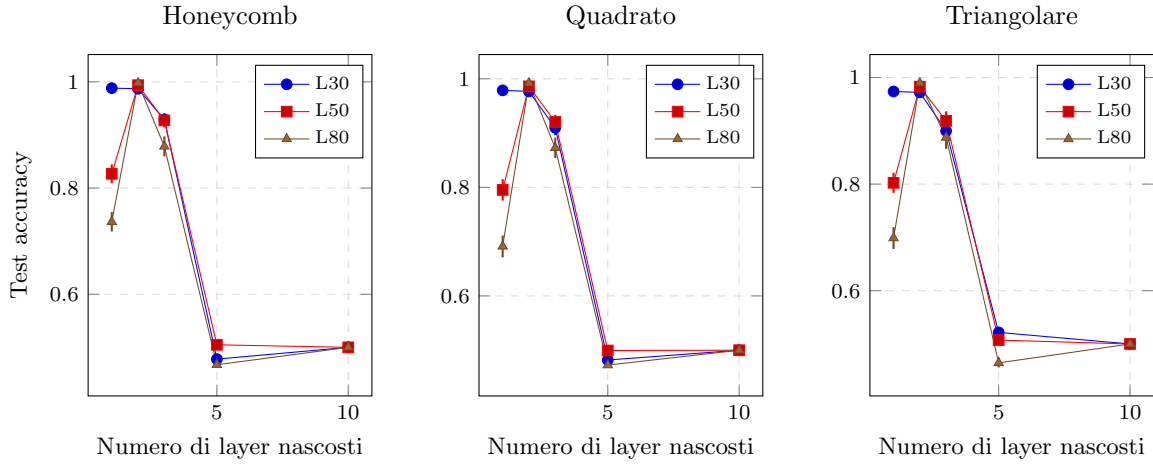 Honeycomb
Quadrato
Triangolare
Test accuracy
1
0.8
0.6
5
10
L30
L50
L80
Numero di layer nascosti
1
0.8
0.6
5
10
L30
L50
L80
Numero di layer nascosti
1
0.8
0.6
5
10
L30
L50
L80
Numero di layer nascosti